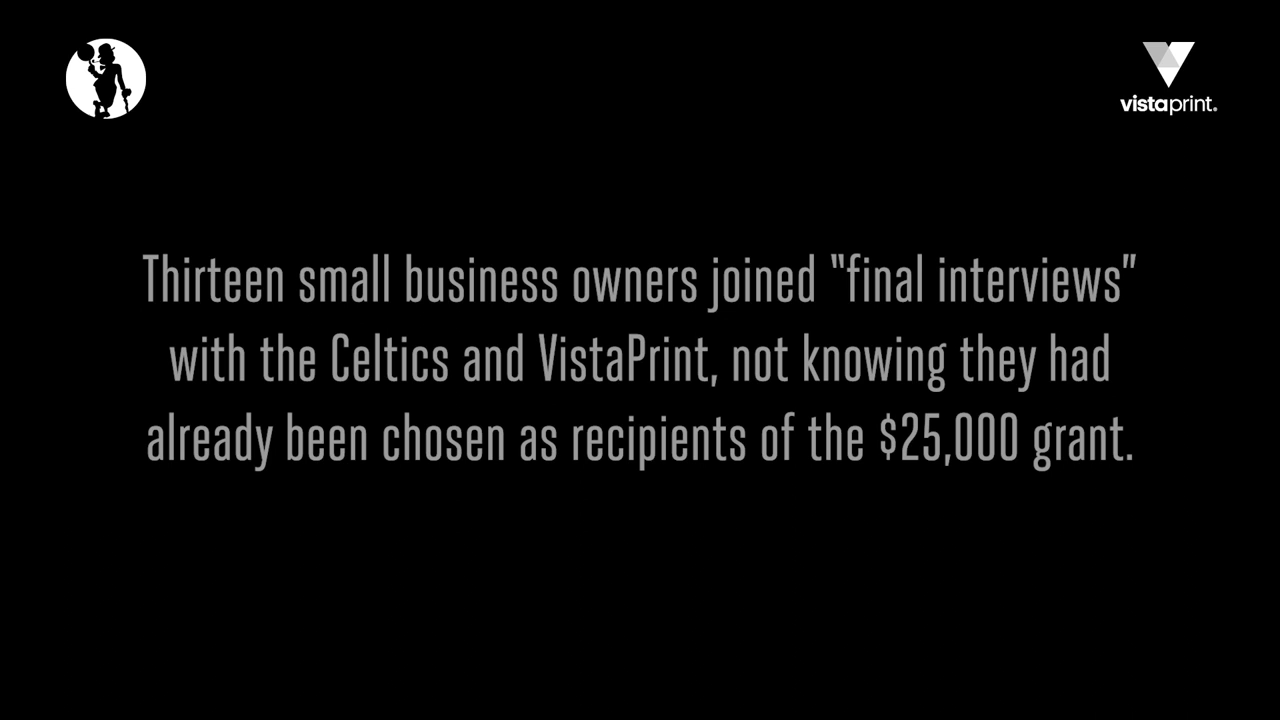 vistaprint.
Thirteen small business owners joined “final interviews”
with the Celtics and VistaPrint, not knowing they had
already been chosen as recipients of the $25,000 grant.